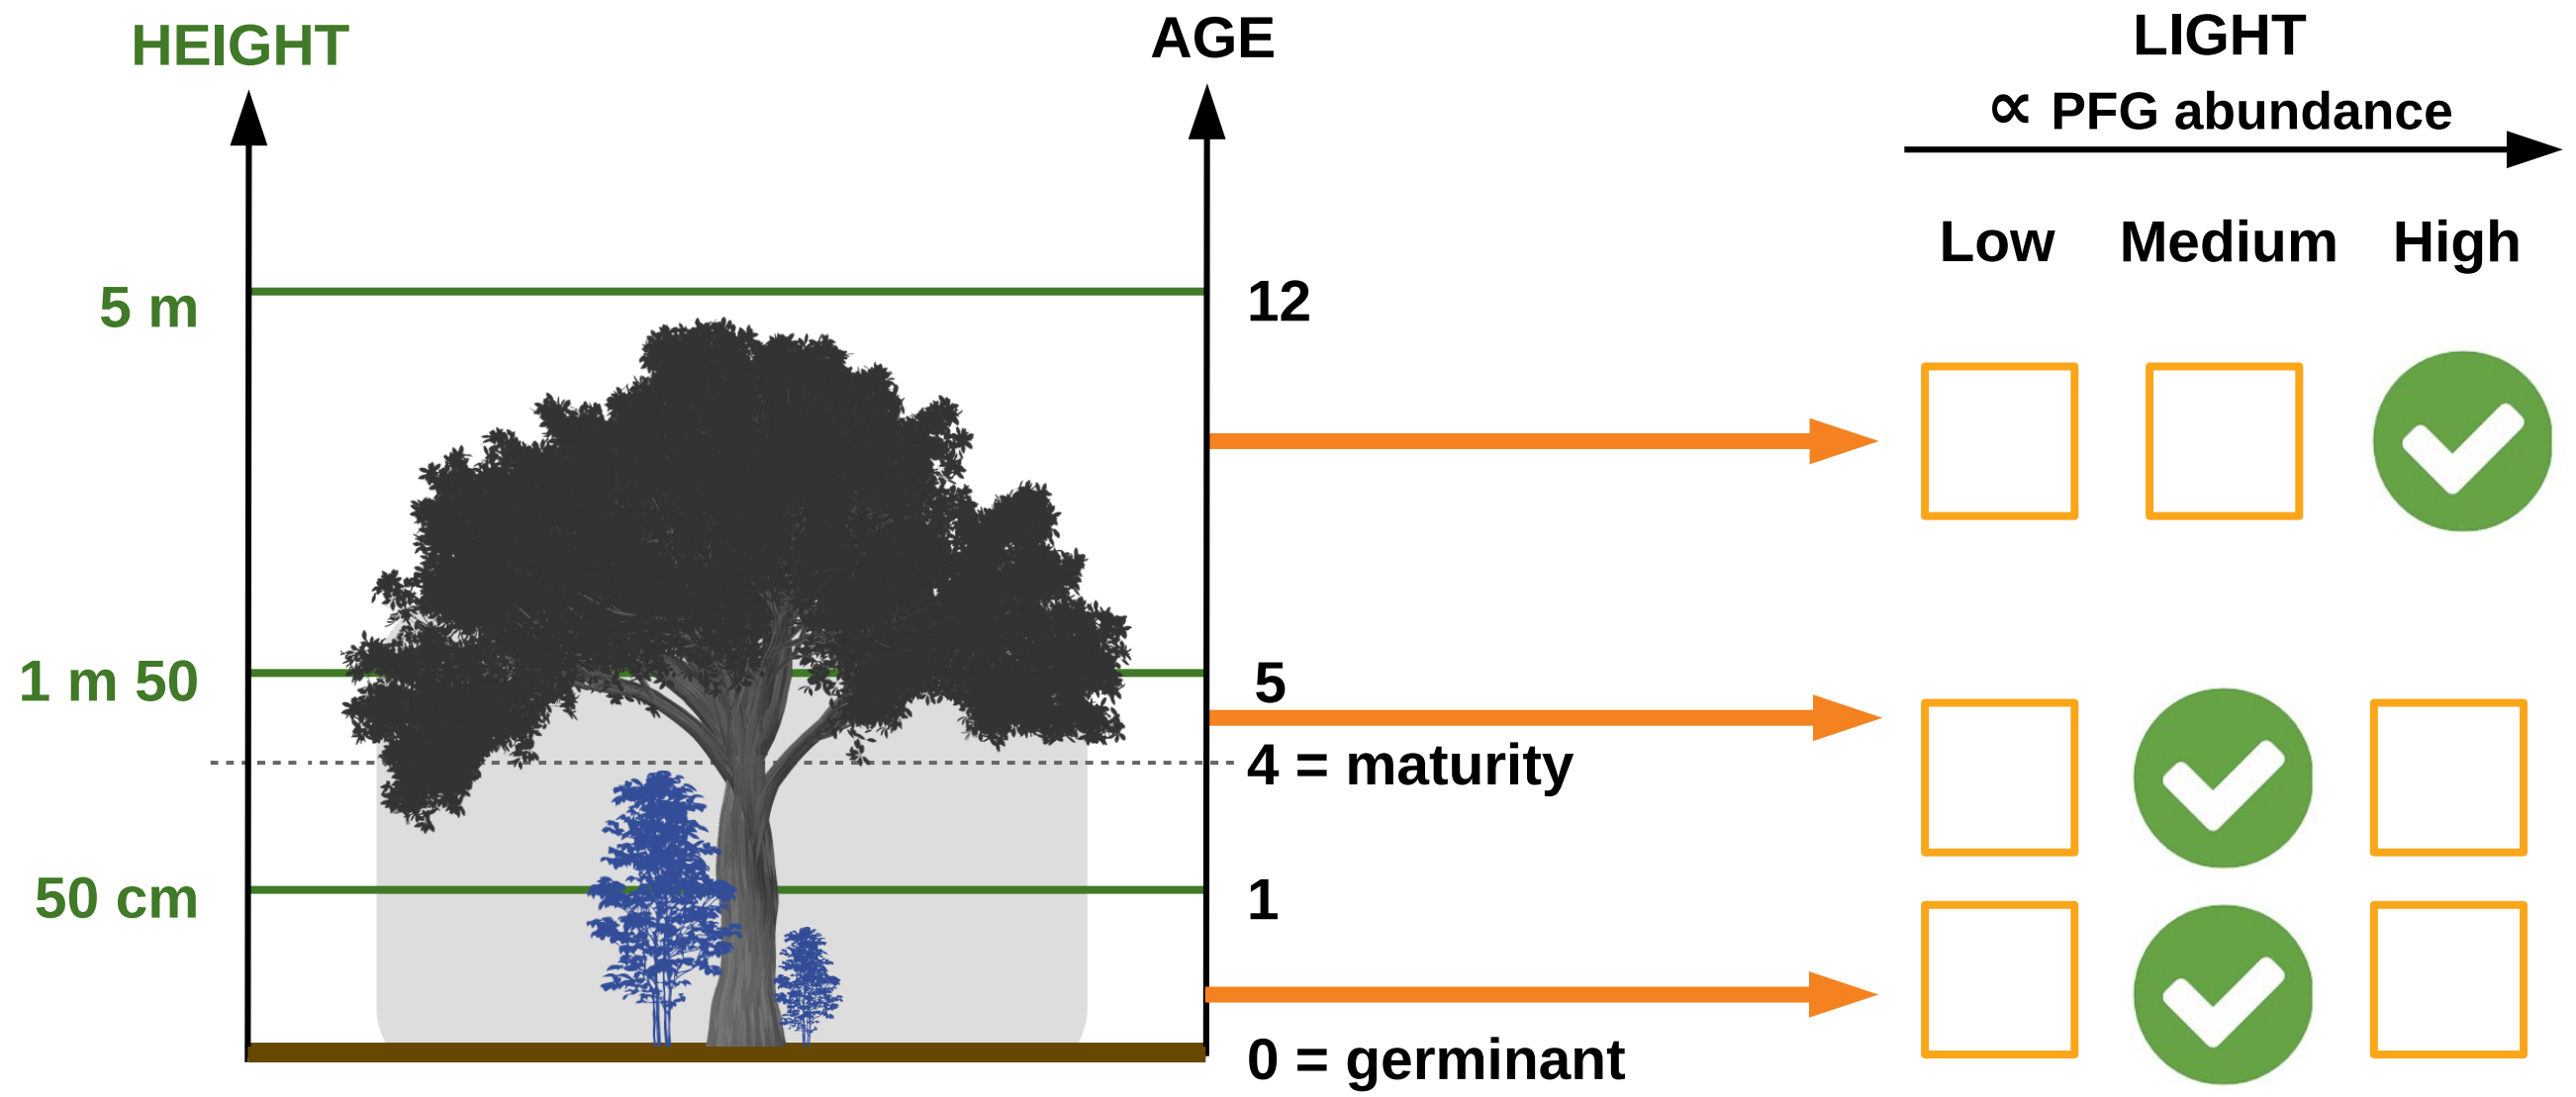 HEIGHT
AGE
LIGHT
∝ PFG abundance
Low Medium High
5 m
12
1 m 50
5
4 = maturity
50 cm
1
0 = germinant